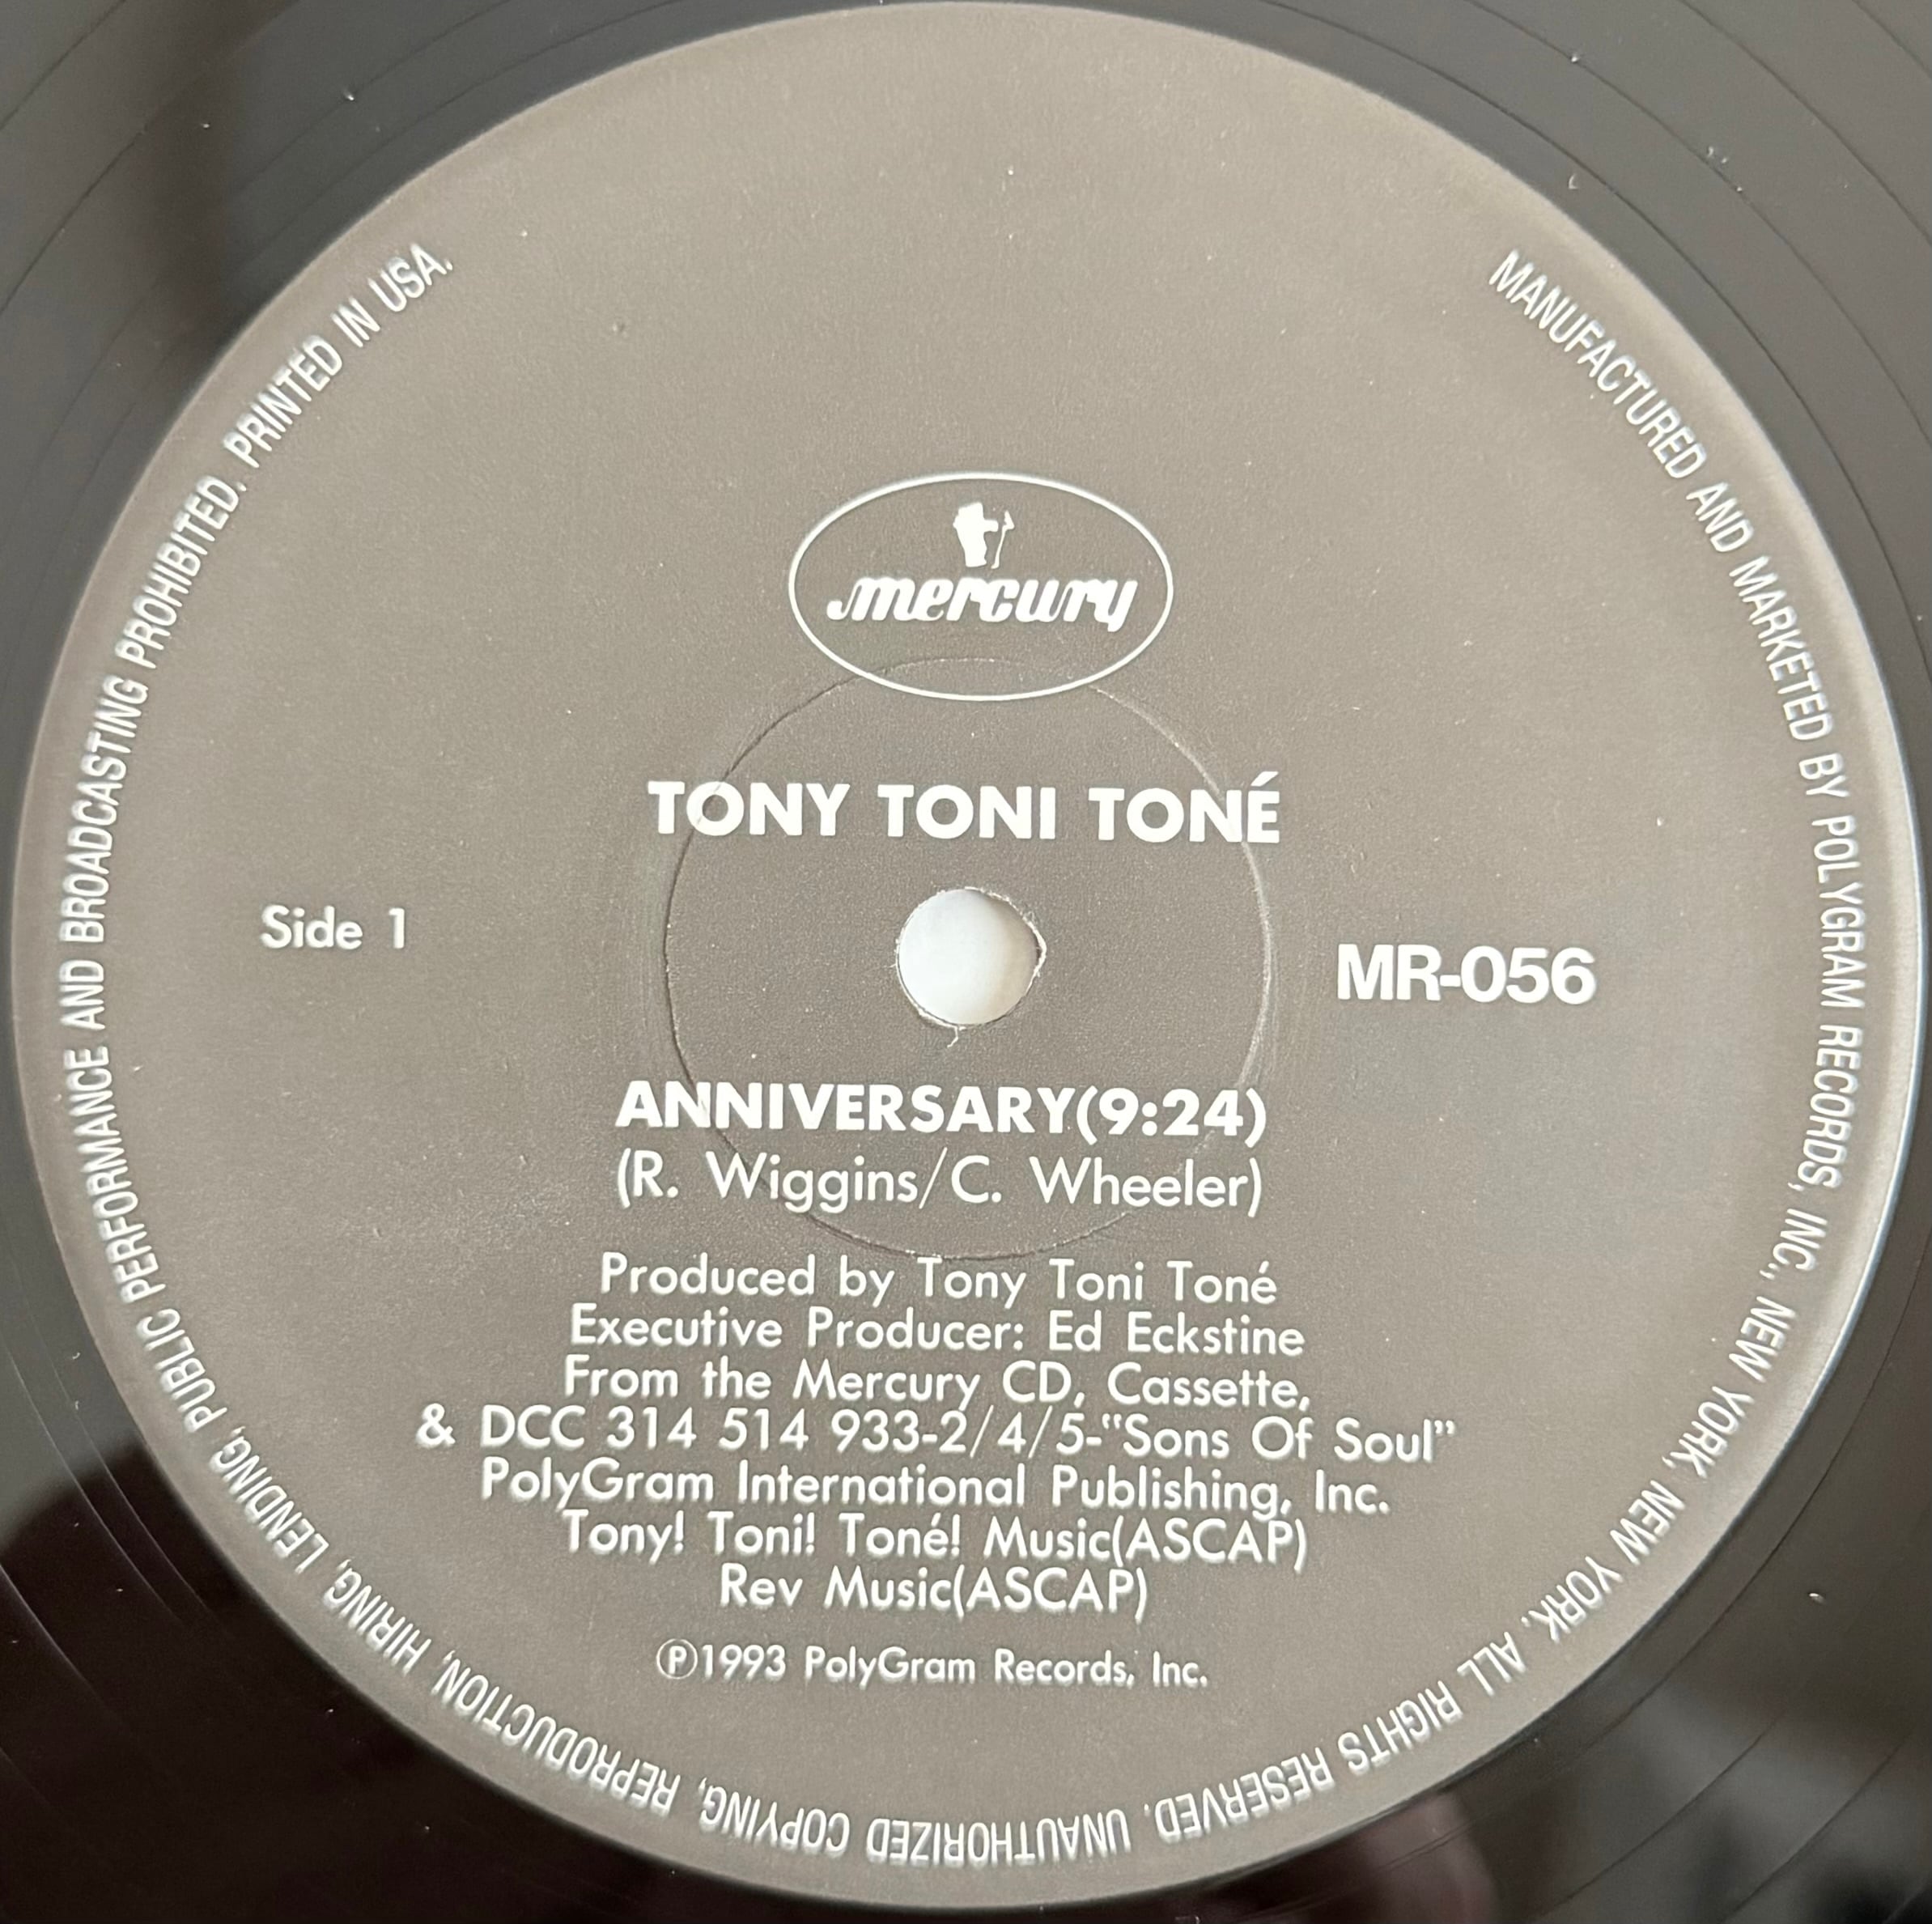 mercury
TONY TONI TONÉ
Side 1
MR-056
ANNIVERSARY(9:24)
(R. Wiggins/C. Wheeler)
Produced by Tony Toni Toné
Executive Producer: Ed Eckstine
From the Mercury CD, Cassette,
& DCC 314 514 933-2/4/5-"Sons Of Soul"
PolyGram International Publishing, Inc.
Tony! Toni! Toné! Music(ASCAP)
Rev Music(ASCAP)
Ⓟ1993 PolyGram Records, Inc.
MANUFACTURED AND MARKETED BY POLYGRAM RECORDS, INC., NEW YORK, NEW YORK. ALL RIGHTS RESERVED. UNAUTHORIZED COPYING, REPRODUCTION, HIRING, LENDING, PUBLIC PERFORMANCE AND BROADCASTING PROHIBITED. PRINTED IN USA.